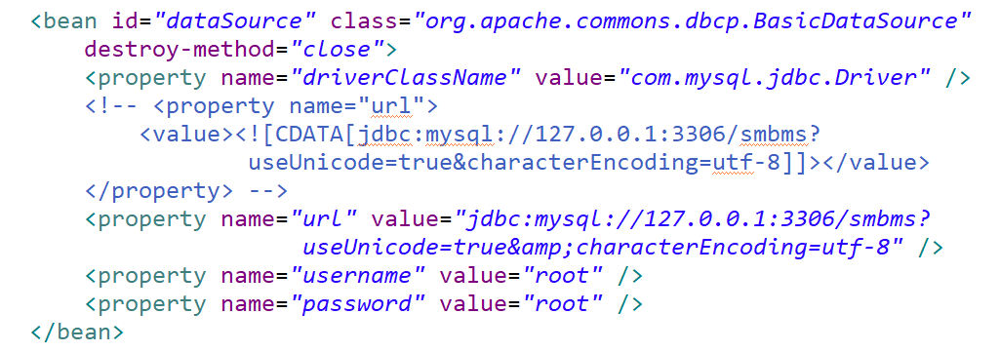 <bean id="dataSource" class="org.apache.commons.dbcp.BasicDataSource"
destroy-method="close">
<property name="driverClassName" value="com.mysql.jdbc.Driver" />
<!-- <property name="url">
<value><![CDATA[jdbc:mysql://127.0.0.1:3306/smbms?
useUnicode=true&characterEncoding=utf-8]]></value>
</property> -->
<property name="url" value="jdbc:mysql://127.0.0.1:3306/smbms?
useUnicode=true&amp;characterEncoding=utf-8" />
<property name="username" value="root" />
<property name="password" value="root" />
</bean>